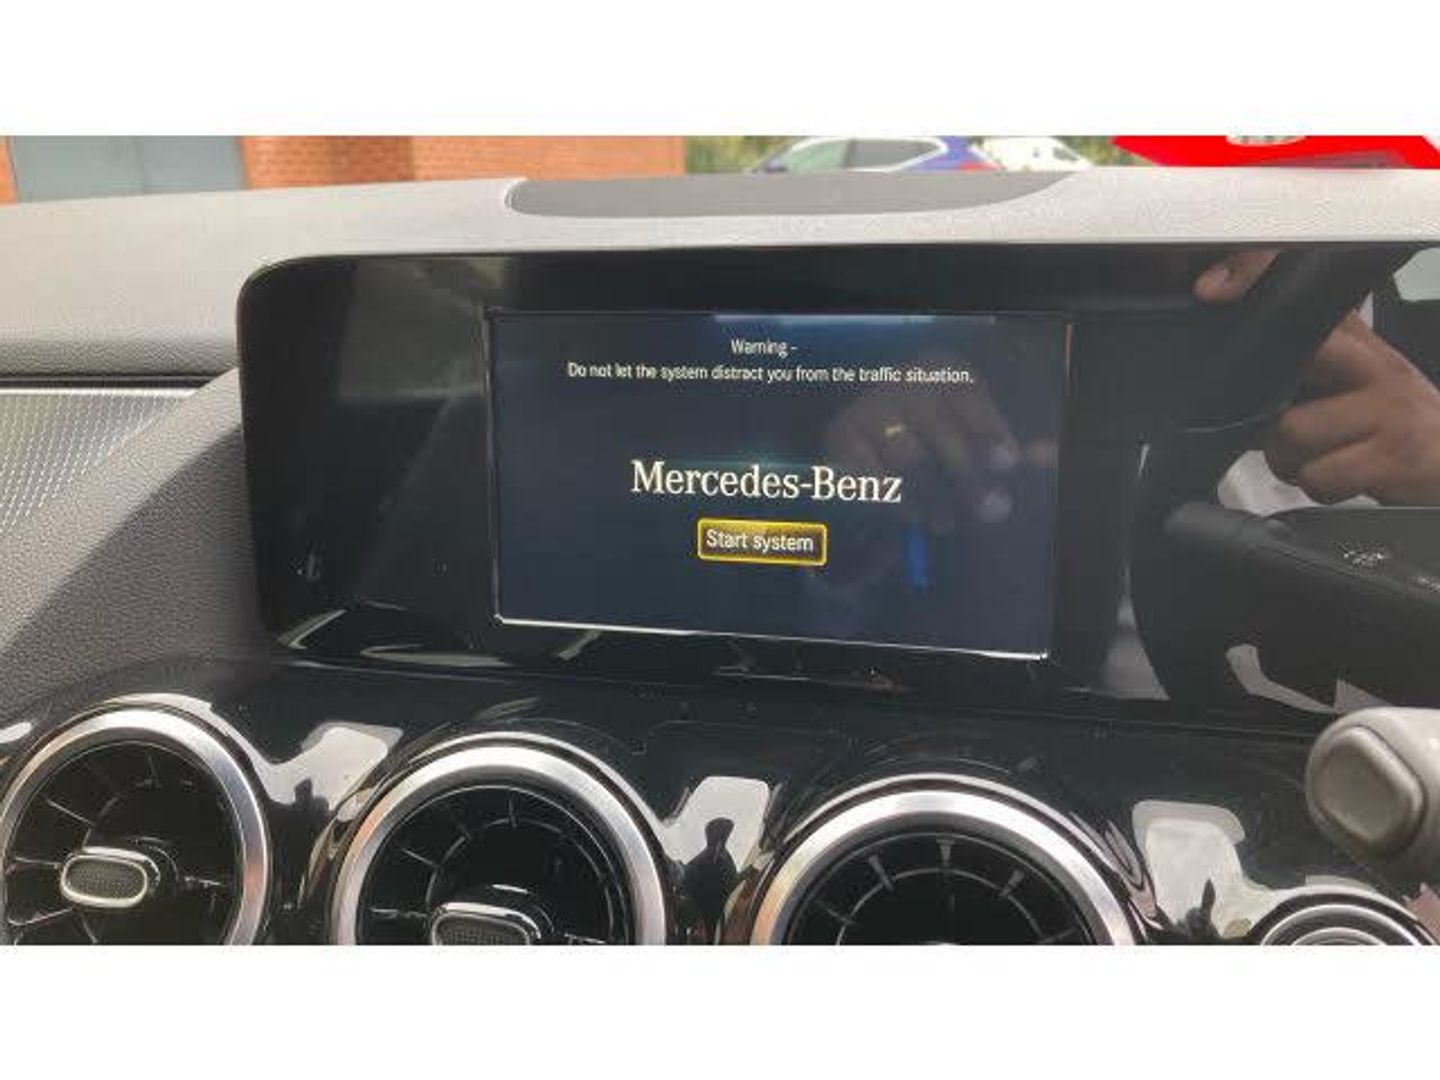 Warning -
Do not let the system distract you from the traffic situation.
Mercedes-Benz
Start system